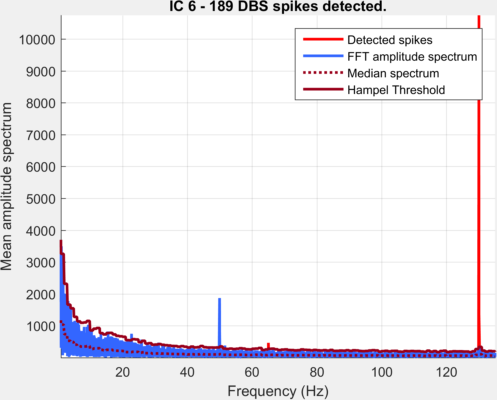 IC 6 - 189 DBS spikes detected.
Detected spikes
FFT amplitude spectrum
Median spectrum
Hampel Threshold
10000
9000
8000
7000
6000
5000
4000
3000
2000
1000
Mean amplitude spectrum
20 40 60 80 100 120
Frequency (Hz)